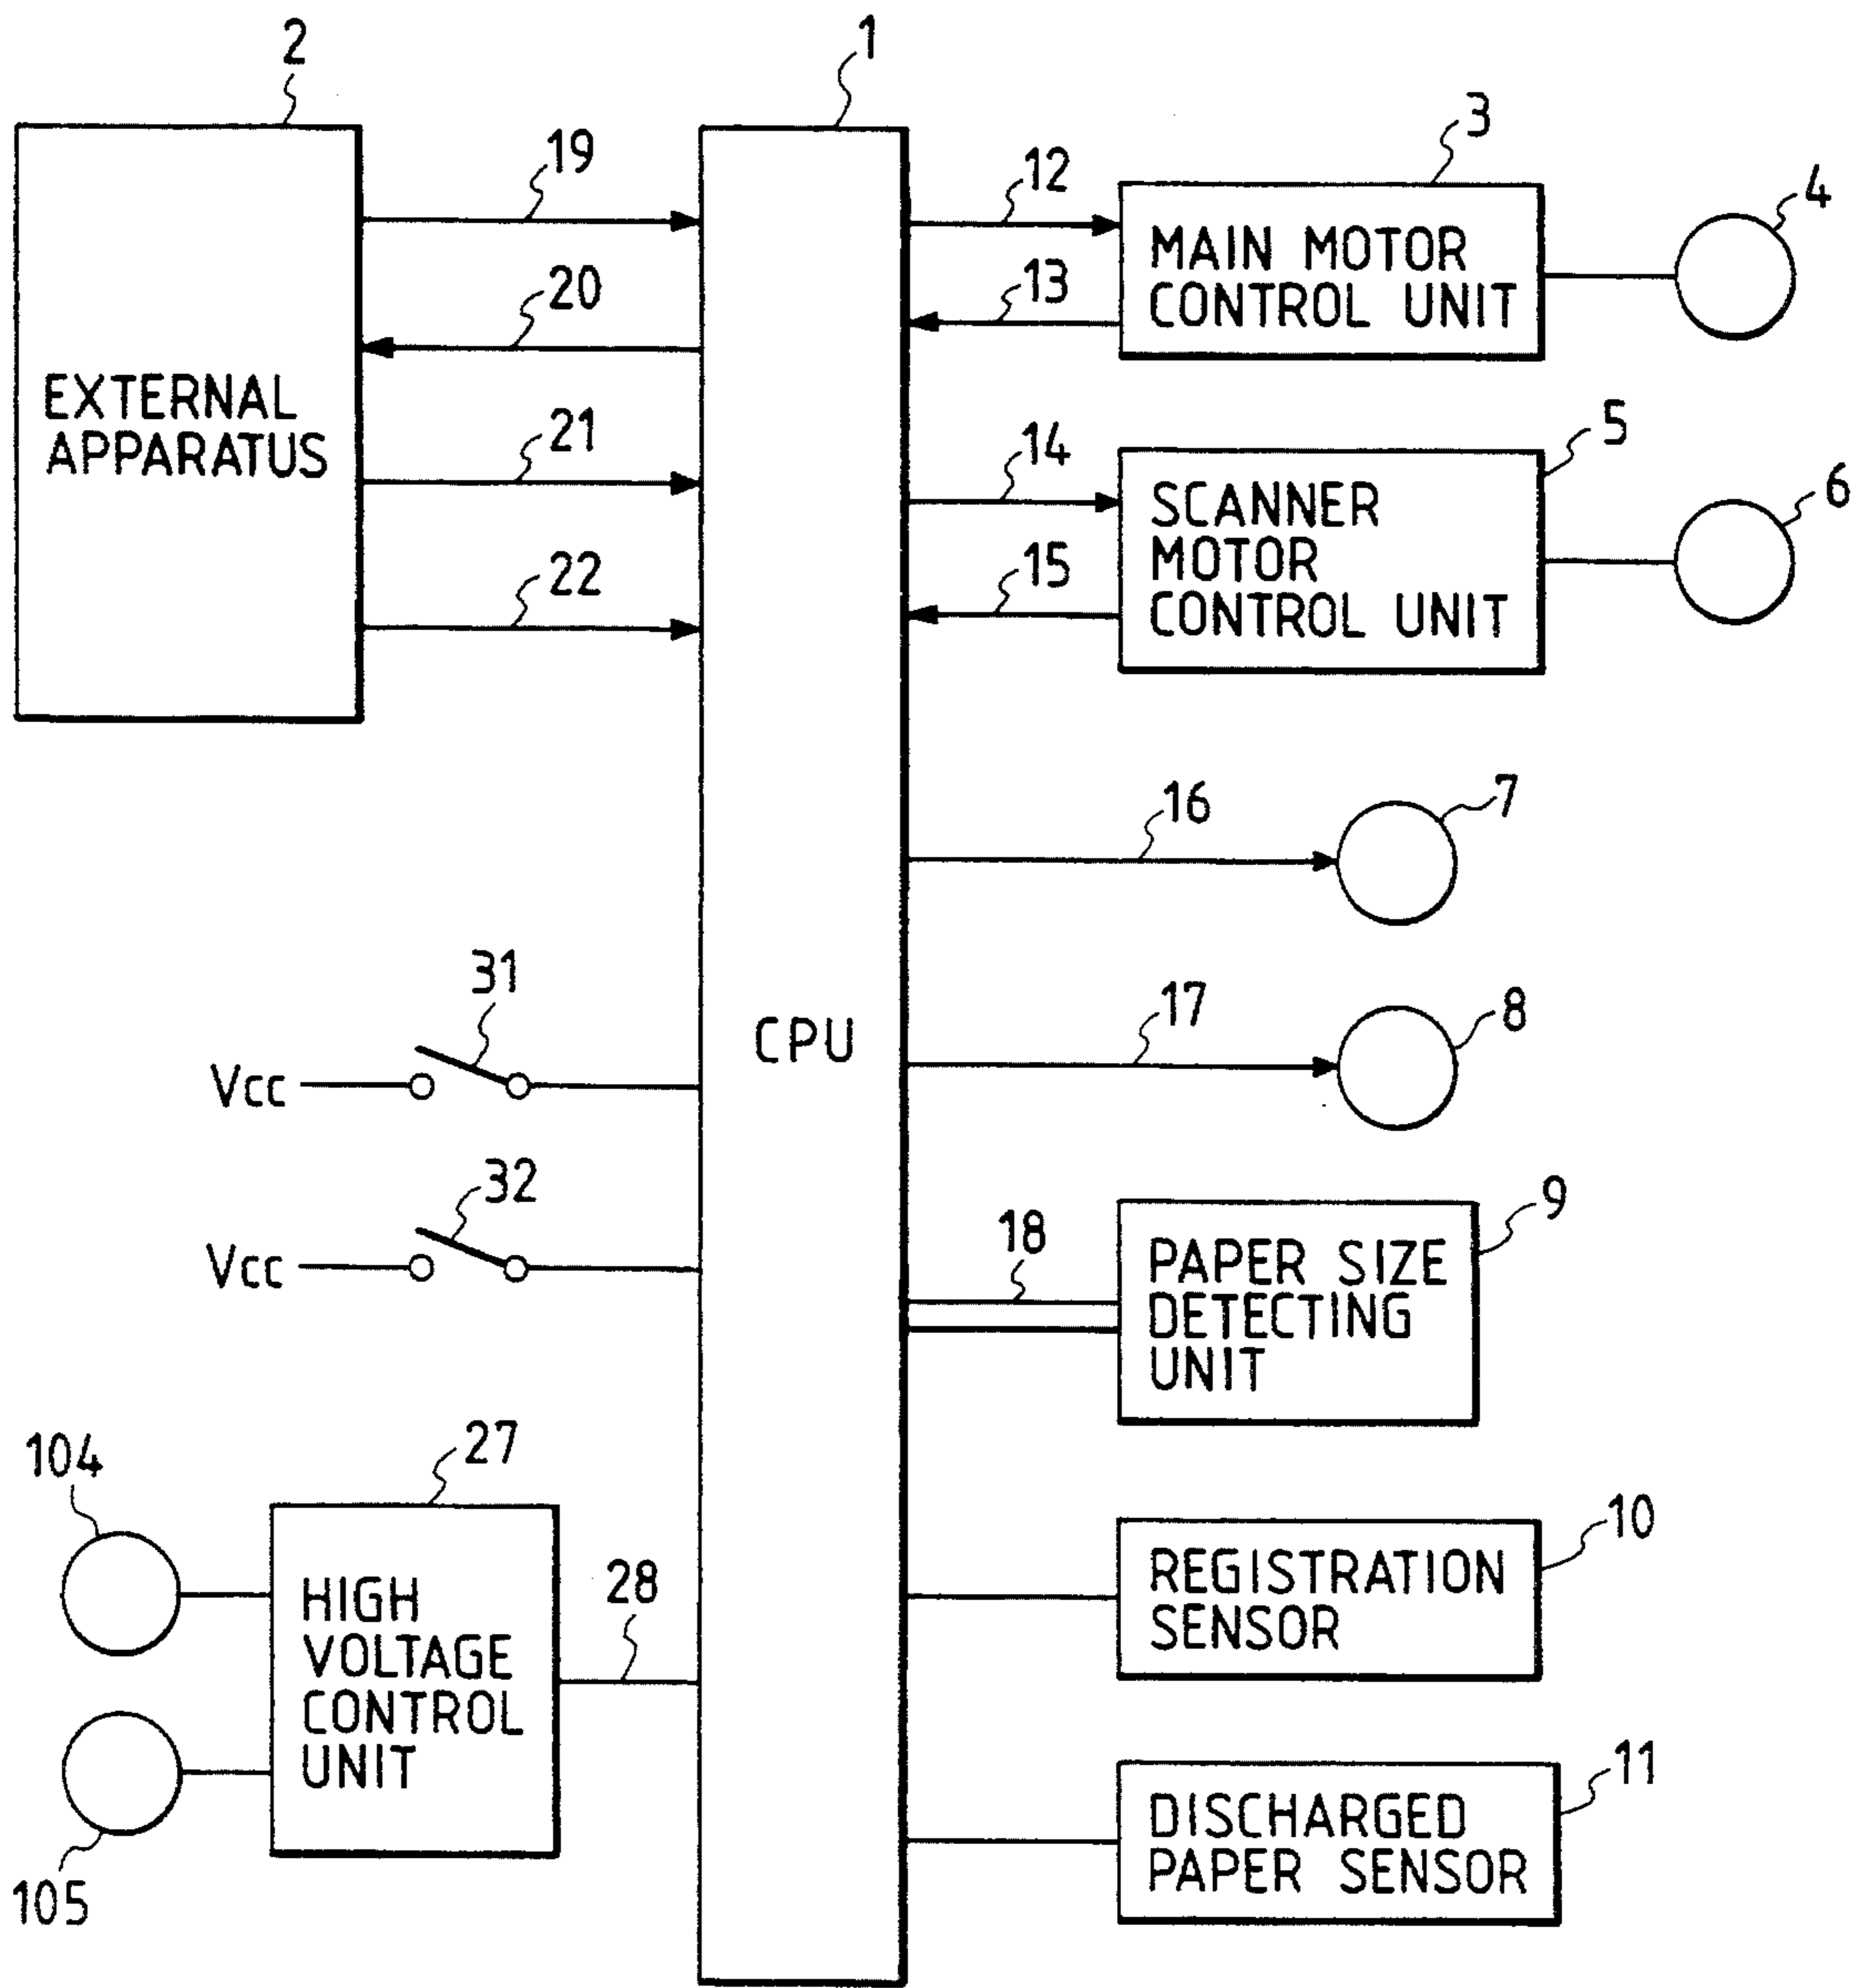 2
1
19
12
3
4
20
13
MAIN MOTOR
CONTROL UNIT
EXTERNAL
APPARATUS
21
14
5
6
SCANNER
MOTOR
CONTROL UNIT
22
15
16
7
31
17
8
CPU
Vcc
32
18
9
Vcc
PAPER SIZE
DETECTING
UNIT
104
27
10
28
HIGH
VOLTAGE
CONTROL
UNIT
REGISTRATION
SENSOR
11
105
DISCHARGED
PAPER SENSOR